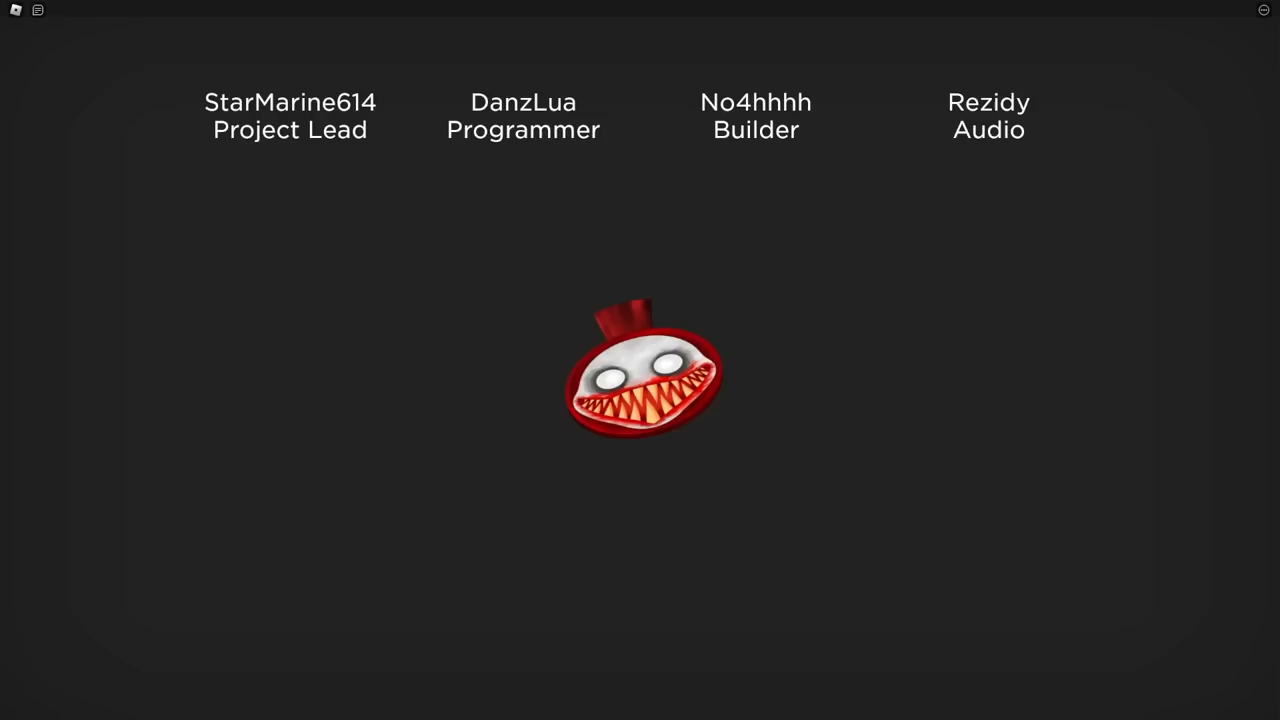 StarMarine614
Project Lead
DanzLua
Programmer
No4hhhh
Builder
Rezidy
Audio